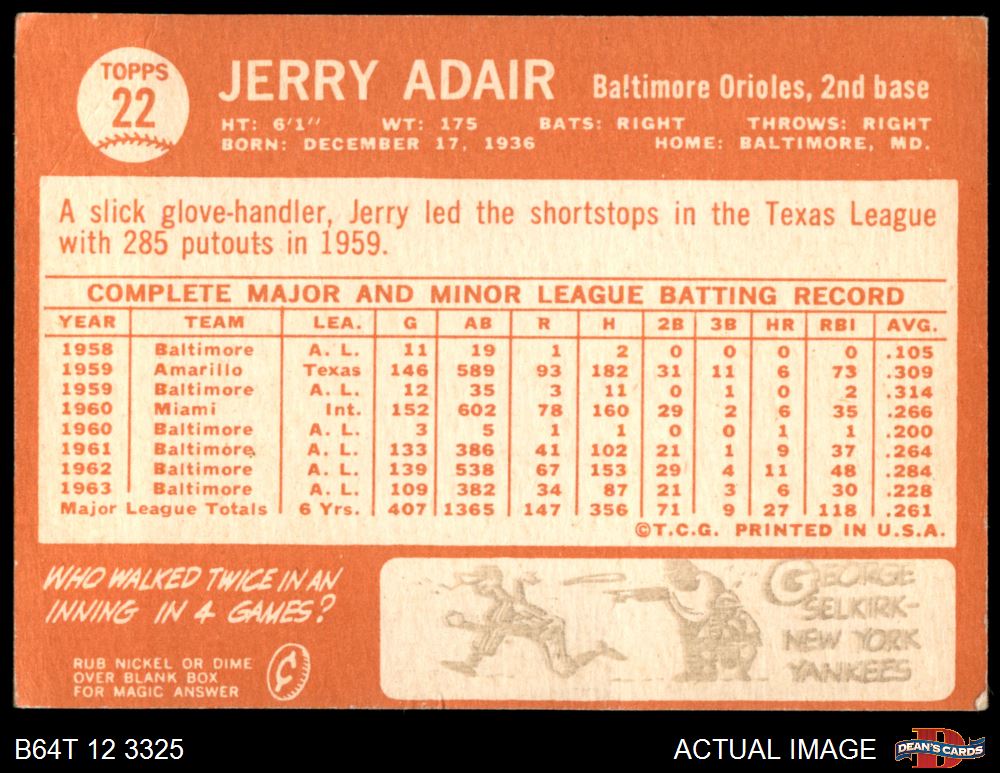 TOPPS
22
JERRY ADAIR Baltimore Orioles, 2nd base
HT: 6'1" WT: 175 BATS: RIGHT THROWS: RIGHT
BORN: DECEMBER 17, 1936 HOME: BALTIMORE, MD.
A slick glove-handler, Jerry led the shortstops in the Texas League
with 285 putouts in 1959.
COMPLETE MAJOR AND MINOR LEAGUE BATTING RECORD
YEAR TEAM LEA. G AB R H 2B 3B HR RBI AVG.
1958 Baltimore A. L. 11 19 1 2 0 0 0 0 .105
1959 Amarillo Texas 146 589 93 182 31 11 6 73 .309
1959 Baltimore A. L. 12 35 3 11 0 1 0 2 .314
1960 Miami Int. 152 602 78 160 29 2 6 35 .266
1960 Baltimore A. L. 3 5 1 1 0 0 1 1 .200
1961 Baltimore A. L. 133 386 41 102 21 1 9 37 .264
1962 Baltimore A. L. 139 538 67 153 29 4 11 48 .284
1963 Baltimore A. L. 109 382 34 87 21 3 6 30 .228
Major League Totals 6 Yrs. 407 1365 147 356 71 9 27 118 .261
©T.C.G. PRINTED IN U.S.A.
WHO WALKED TWICE IN AN
INNING IN 4 GAMES?
RUB NICKEL OR DIME
OVER BLANK BOX
FOR MAGIC ANSWER
GEORGE
SELKIRK-
NEW YORK
YANKEES
B64T 12 3325 ACTUAL IMAGE DEAN'S CARDS